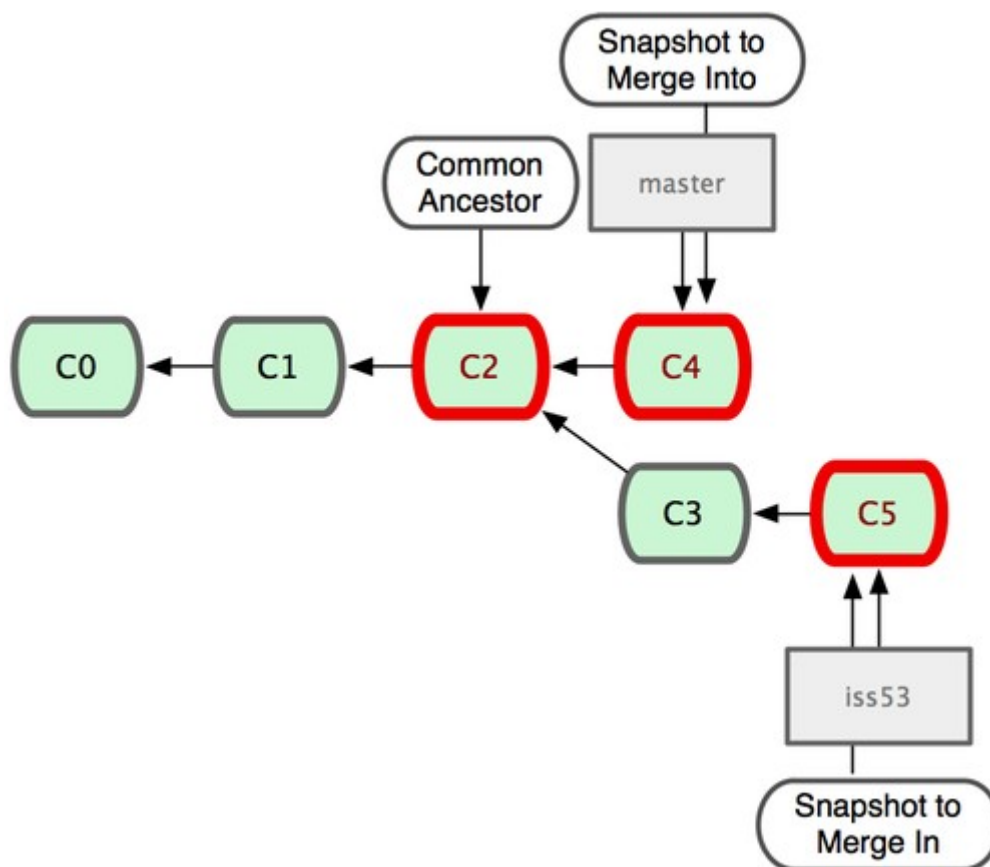 Snapshot to
Merge Into
Common
Ancestor
master
C0
C1
C2
C4
C3
C5
iss53
Snapshot to
Merge In